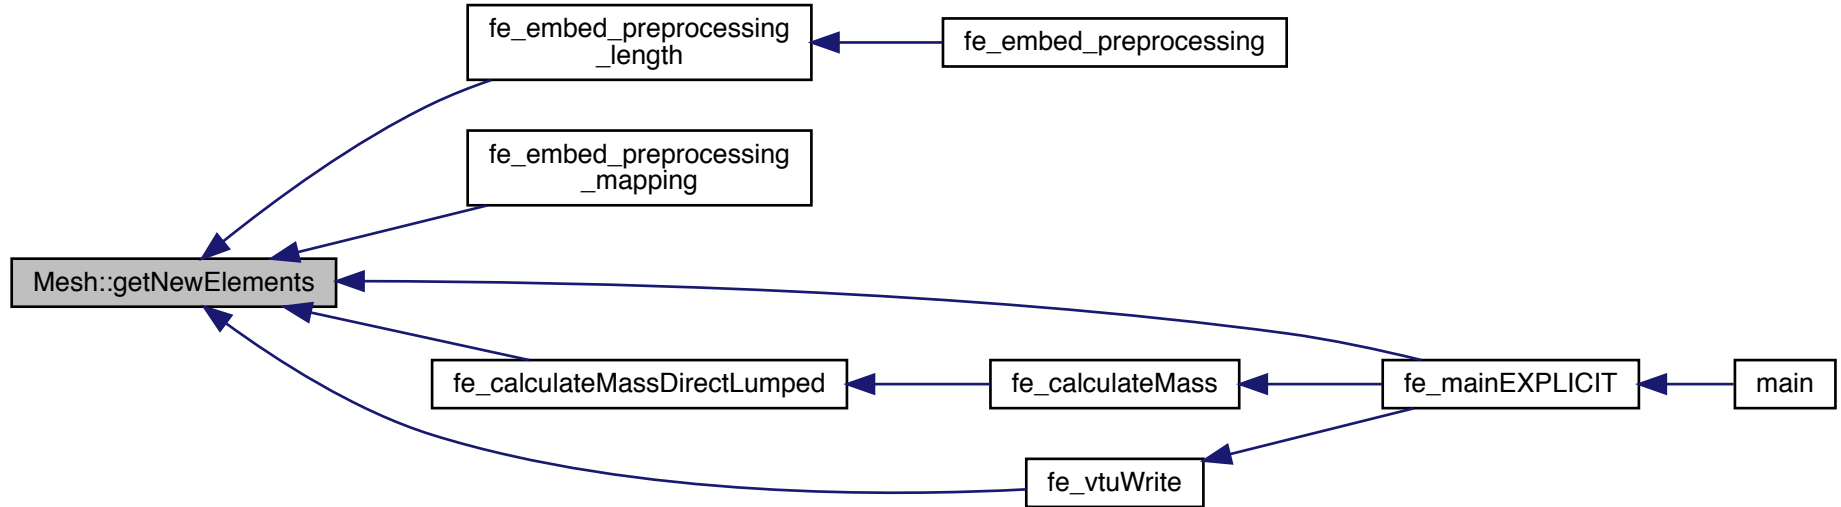 fe_embed_preprocessing
_length
fe_embed_preprocessing
fe_embed_preprocessing
_mapping
Mesh::getNewElements
fe_calculateMassDirectLumped
fe_calculateMass
fe_mainEXPLICIT
main
fe_vtuWrite